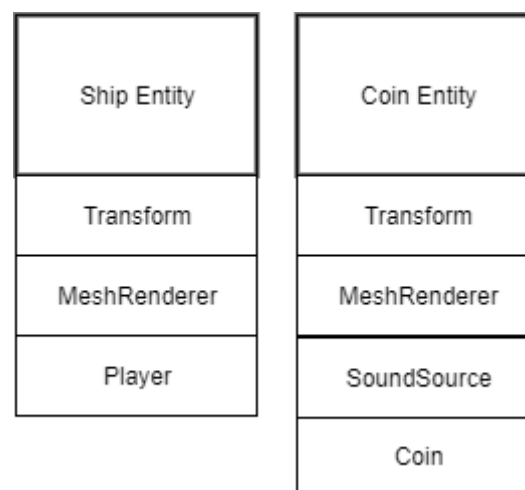 Ship Entity
Transform
MeshRenderer
Player
Coin Entity
Transform
MeshRenderer
SoundSource
Coin